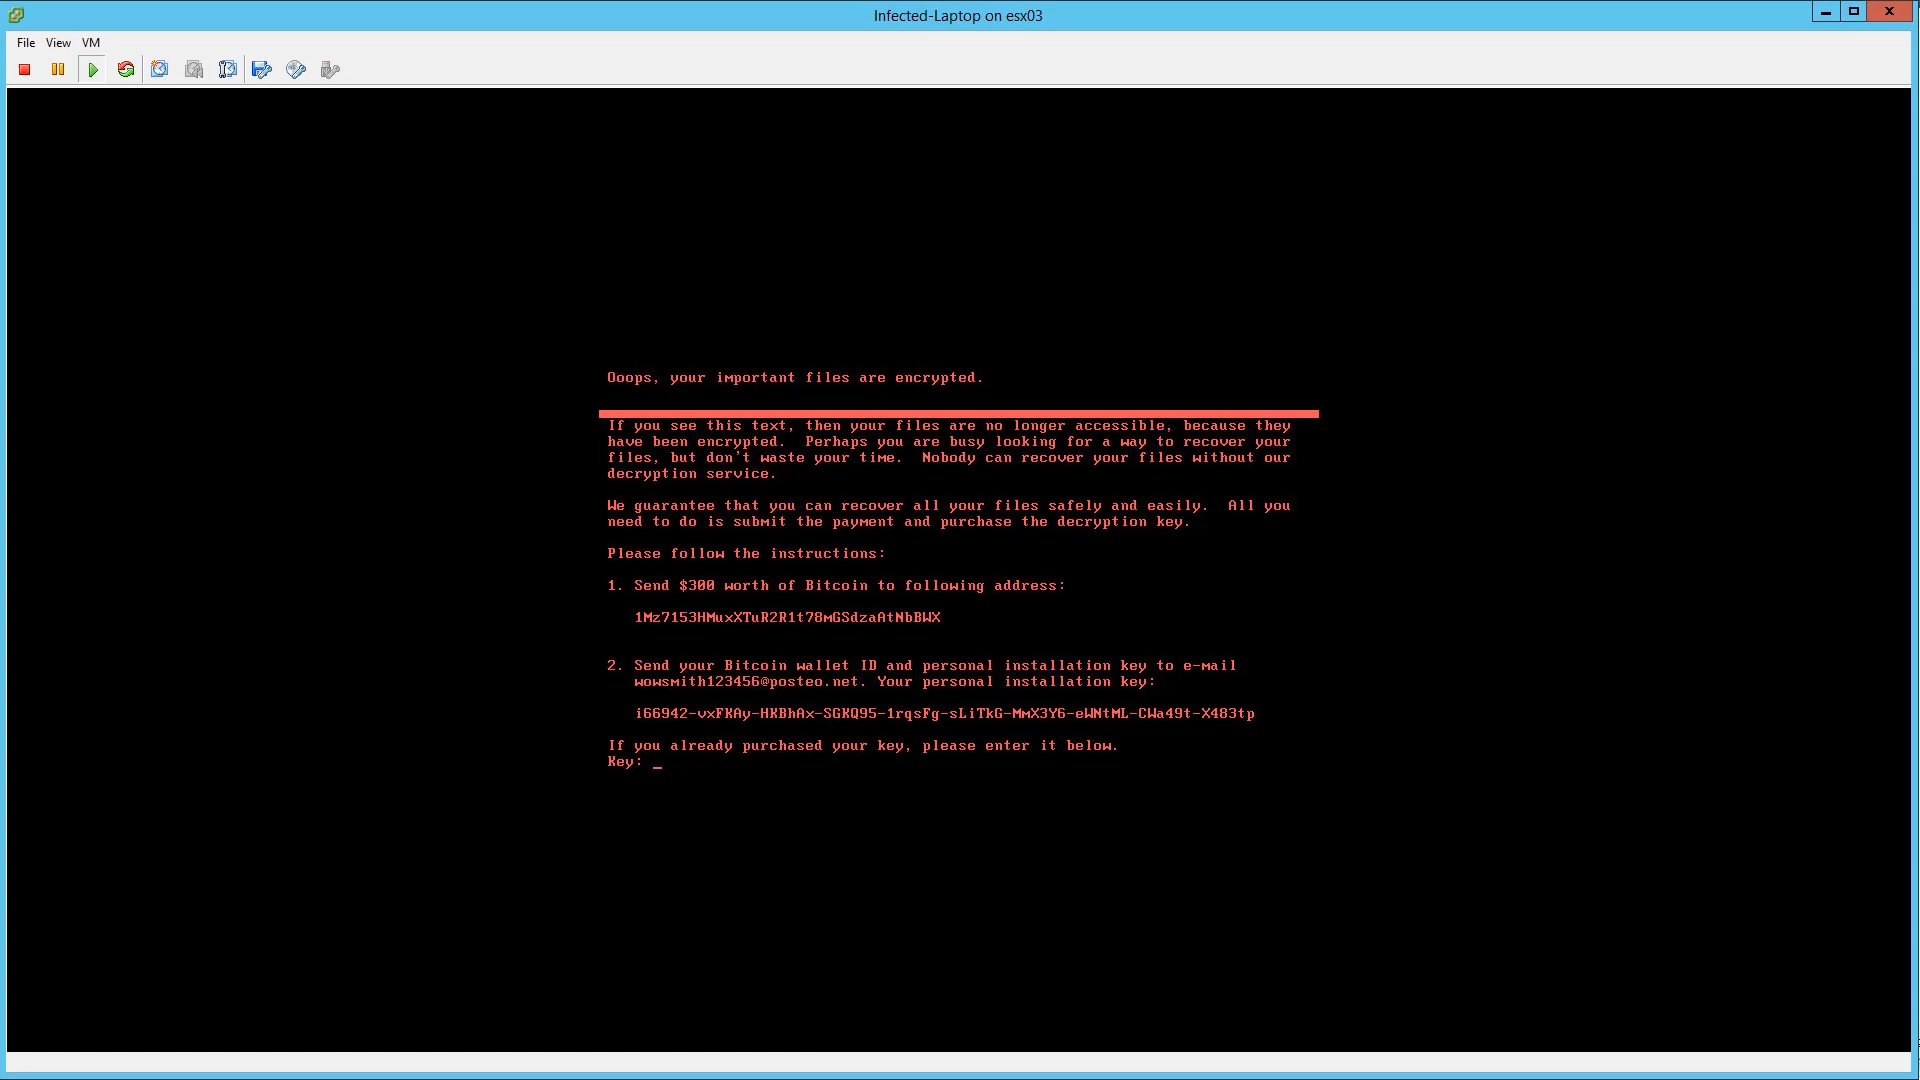 Infected-Laptop on esx03
File View VM
Ooops, your important files are encrypted.
If you see this text, then your files are no longer accessible, because they
have been encrypted. Perhaps you are busy looking for a way to recover your
files, but don't waste your time. Nobody can recover your files without our
decryption service.
We guarantee that you can recover all your files safely and easily. All you
need to do is submit the payment and purchase the decryption key.
Please follow the instructions:
1. Send $300 worth of Bitcoin to following address:
1Mz7153HMuxXTuR2R1t78mGSdzaAtNbBWX
2. Send your Bitcoin wallet ID and personal installation key to e-mail
wowsmith123456@posteo.net. Your personal installation key:
i66942-vxFKAy-HKBhAx-SGKQ95-1rqsFg-sLiTkG-MmX3Y6-eWNtML-CWa49t-X483tp
If you already purchased your key, please enter it below.
Key: _